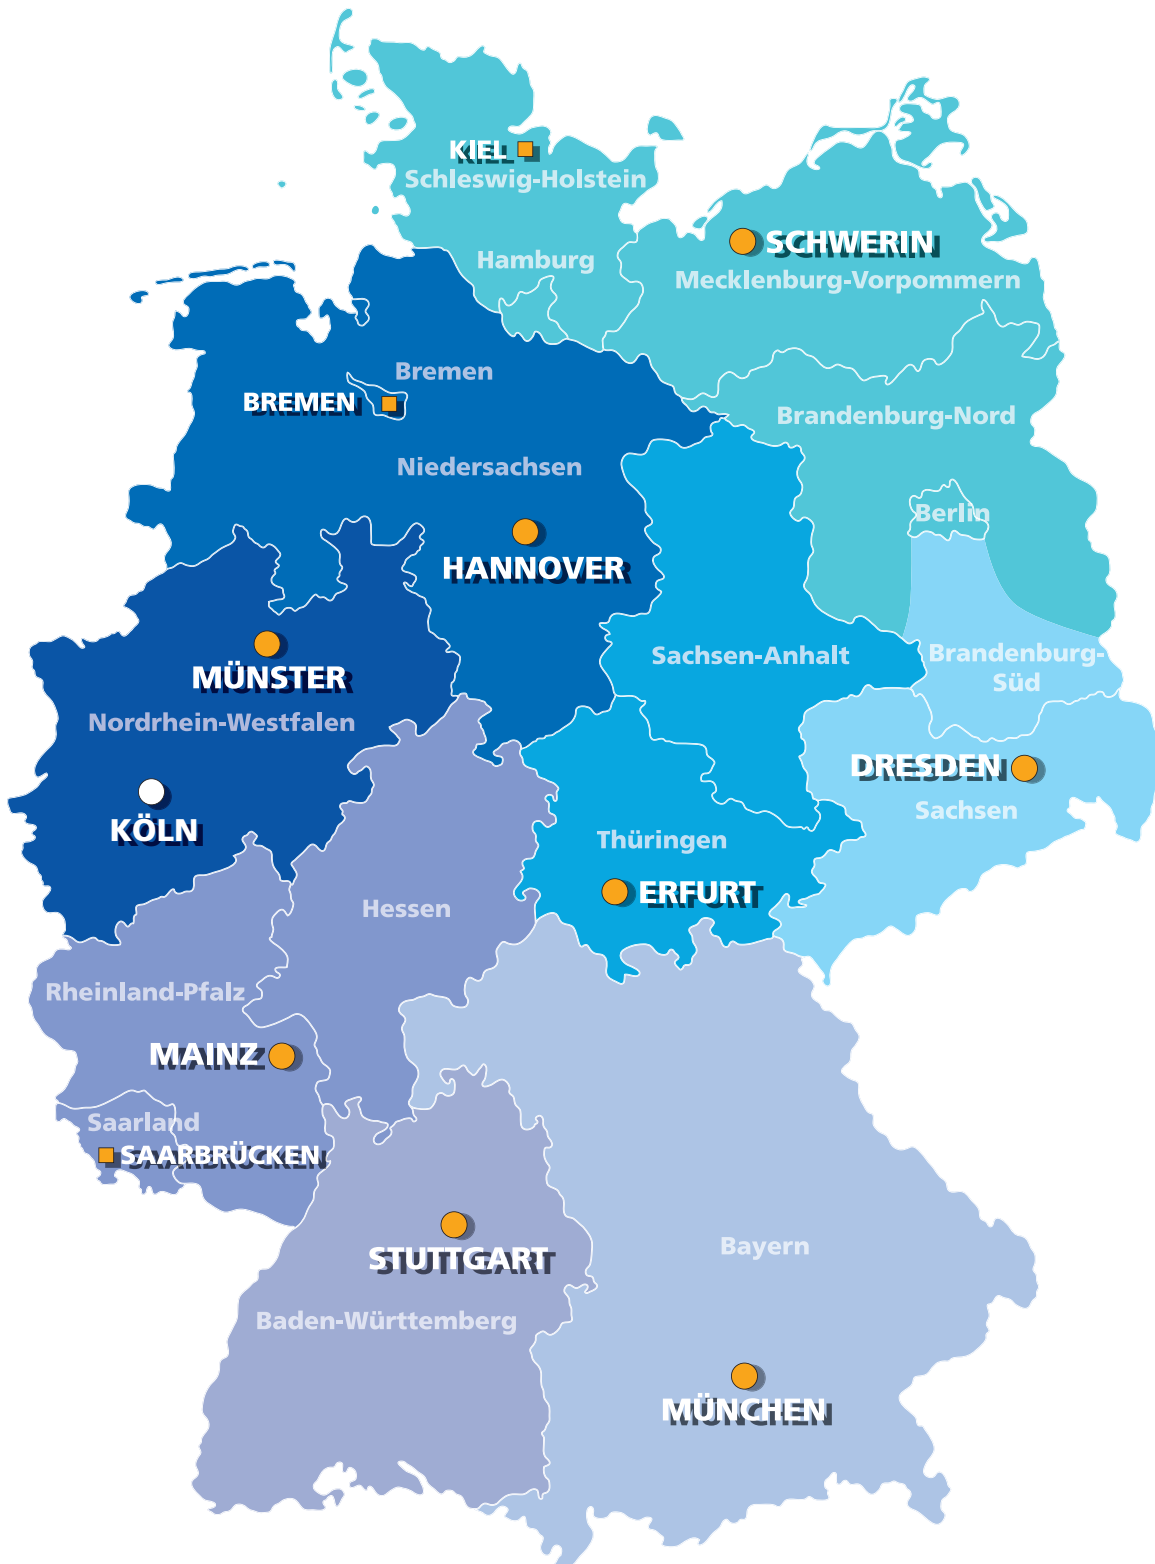 KIEL
Schleswig-Holstein
SCHWERIN
Hamburg
Mecklenburg-Vorpommern
Bremen
BREMEN
Brandenburg-Nord
Niedersachsen
Berlin
HANNOVER
MÜNSTER
Sachsen-Anhalt
Brandenburg-
Süd
Nordrhein-Westfalen
DRESDEN
Sachsen
KÖLN
Thüringen
ERFURT
Hessen
Rheinland-Pfalz
MAINZ
Saarland
SAARBRÜCKEN
STUTTGART
Bayern
Baden-Württemberg
MÜNCHEN